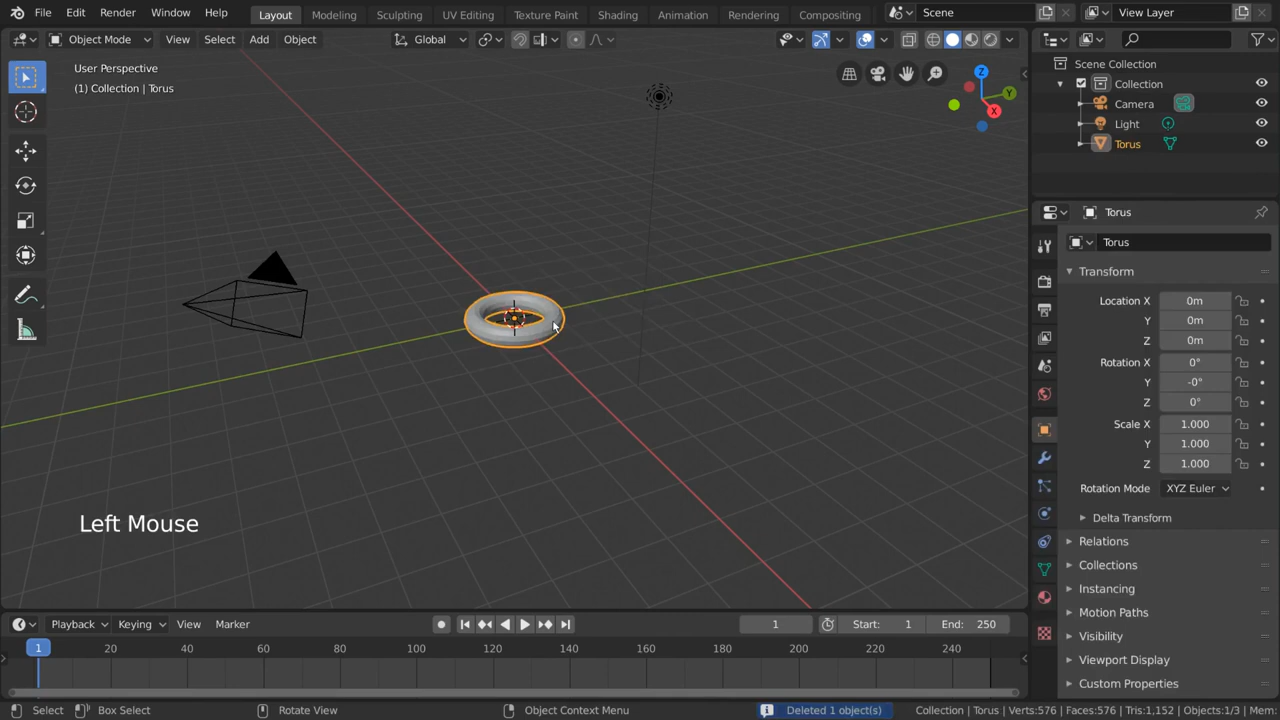 File Edit Render Window Help Layout Modeling Sculpting UV Editing Texture Paint Shading Animation Rendering Compositing Scene View Layer
Object Mode View Select Add Object Global
User Perspective
(1) Collection | Torus
Z
Y
X
Left Mouse
Scene Collection
Collection
Camera
Light
Torus
Torus
Torus
Transform
Location X 0m
Y 0m
Z 0m
Rotation X 0°
Y -0°
Z 0°
Scale X 1.000
Y 1.000
Z 1.000
Rotation Mode XYZ Euler
Delta Transform
Relations
Collections
Instancing
Motion Paths
Visibility
Viewport Display
Custom Properties
Playback Keying View Marker 1 Start: 1 End: 250
1 20 40 60 80 100 120 140 160 180 200 220 240
Select Box Select Rotate View Object Context Menu Deleted 1 object(s) Collection | Torus | Verts:576 | Faces:576 | Tris:1,152 | Objects:1/3 | Mem: